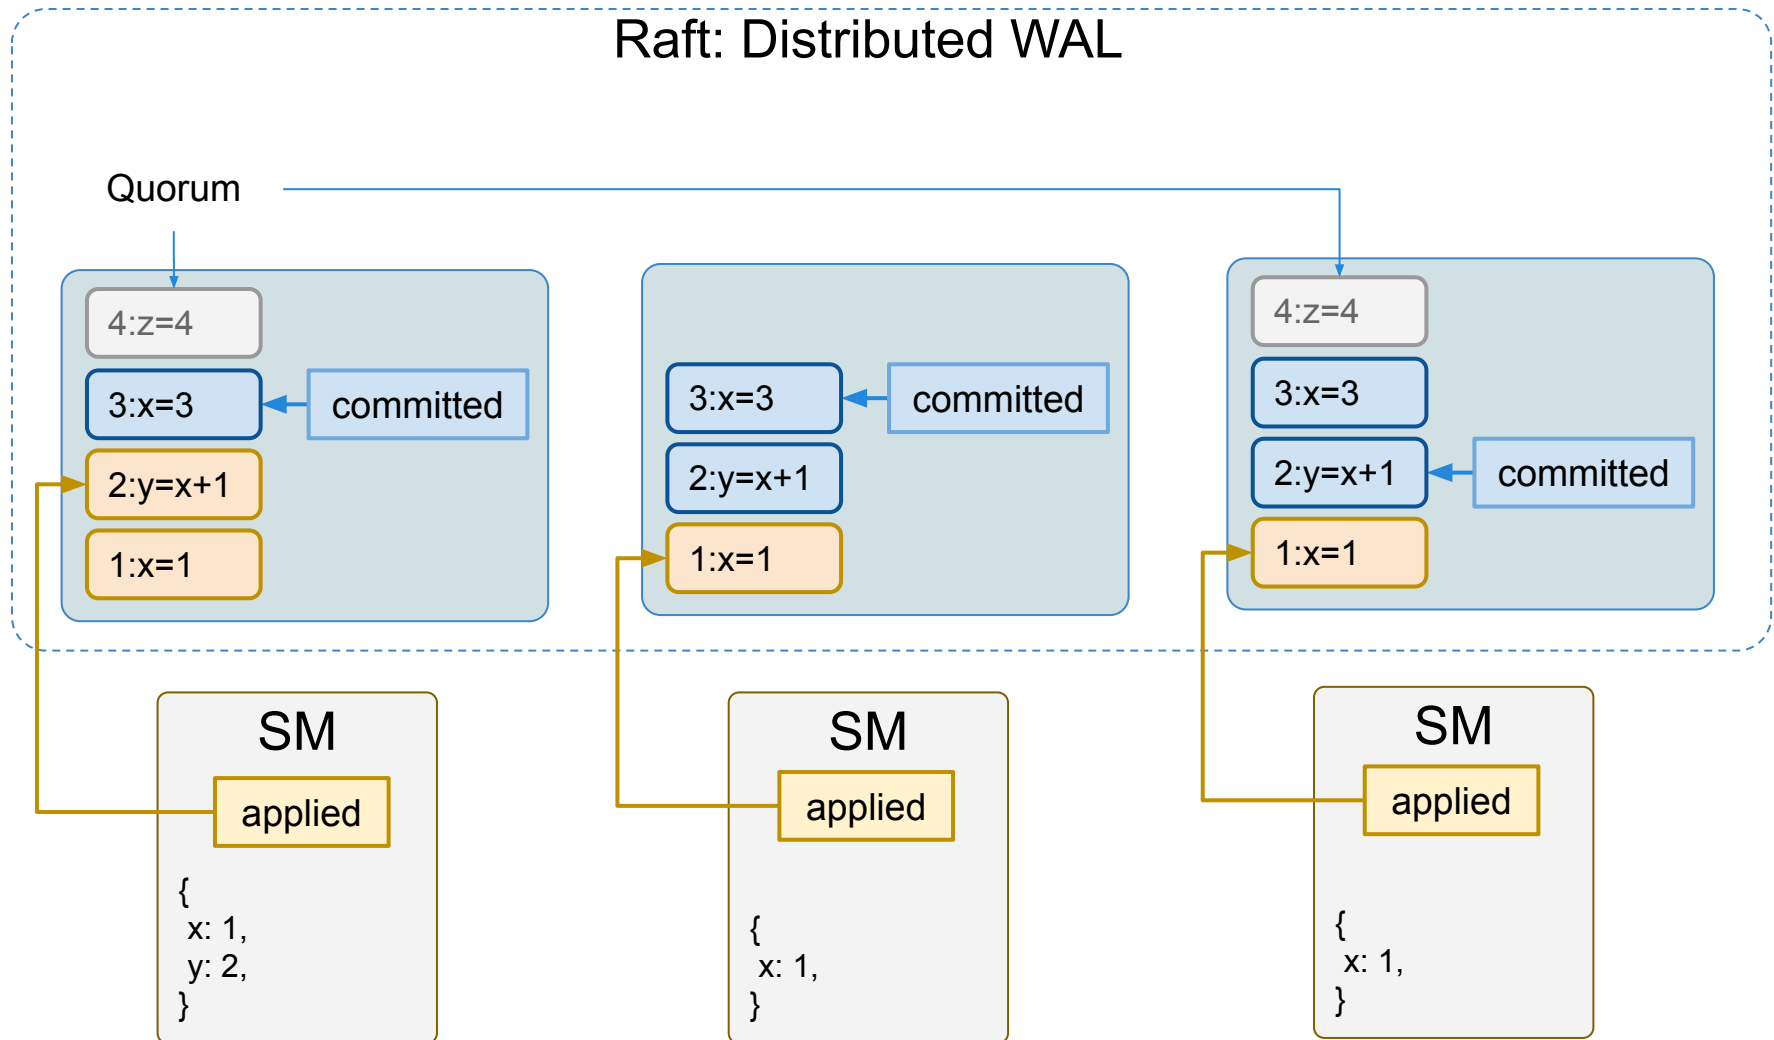 Raft: Distributed WAL
Quorum
4:z=4
3:x=3
committed
2:y=x+1
1:x=1
3:x=3
committed
2:y=x+1
1:x=1
4:z=4
3:x=3
2:y=x+1
committed
1:x=1
SM
applied
{
x: 1,
y: 2,
}
SM
applied
{
x: 1,
}
SM
applied
{
x: 1,
}